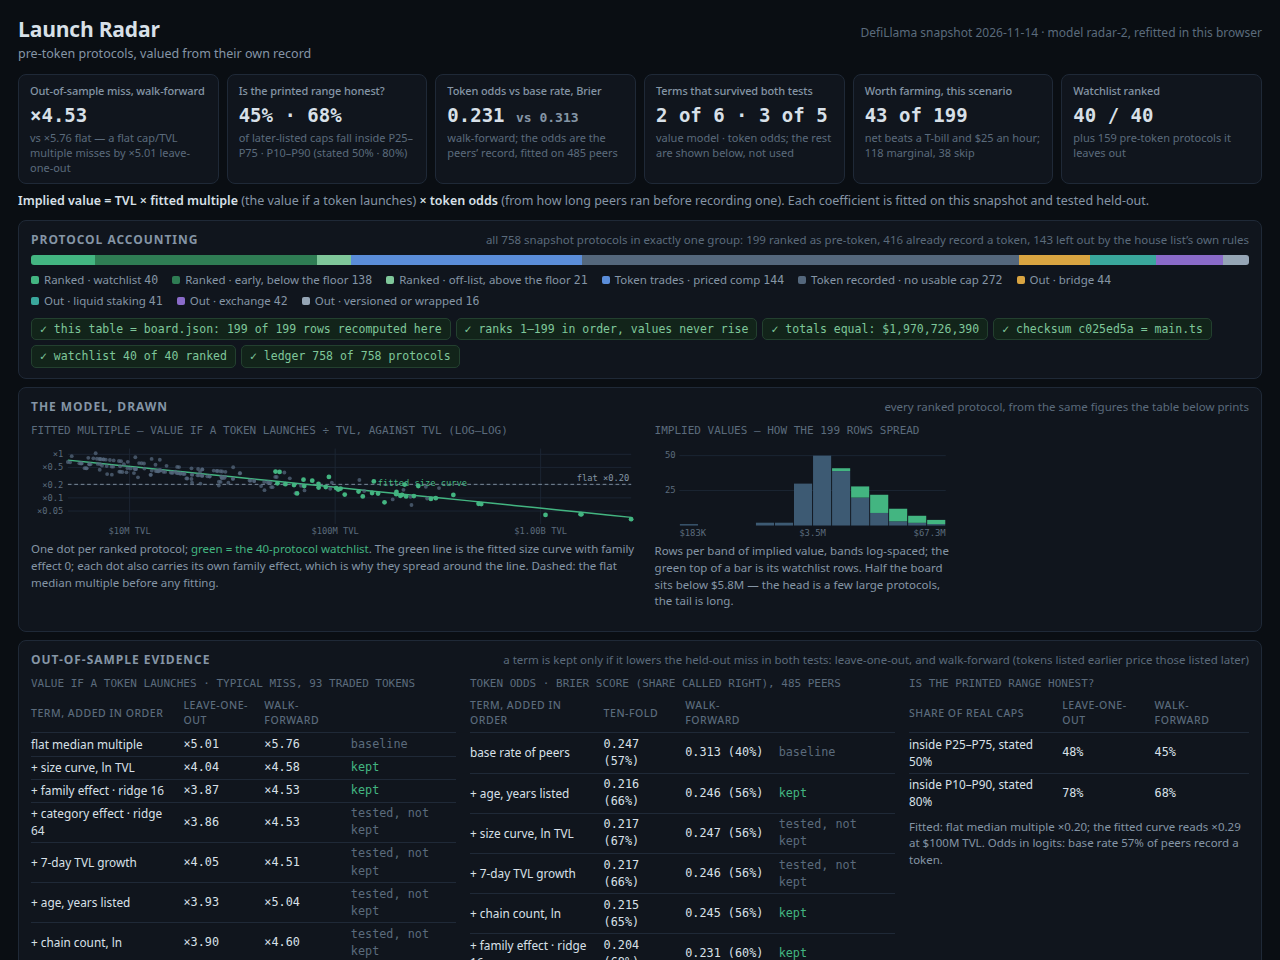 Launch Radar
pre-token protocols, valued from their own record
DefiLlama snapshot 2026-11-14 · model radar-2, refitted in this browser
Out-of-sample miss, walk-forward
×4.53
vs ×5.76 flat — a flat cap/TVL
multiple misses by ×5.01 leave-
one-out
Is the printed range honest?
45% · 68%
of later-listed caps fall inside P25–
P75 · P10–P90 (stated 50% · 80%)
Token odds vs base rate, Brier
0.231 vs 0.313
walk-forward; the odds are the
peers' record, fitted on 485 peers
Terms that survived both tests
2 of 6 · 3 of 5
value model · token odds; the rest
are shown below, not used
Worth farming, this scenario
43 of 199
net beats a T-bill and $25 an hour;
118 marginal, 38 skip
Watchlist ranked
40 / 40
plus 159 pre-token protocols it
leaves out
Implied value = TVL × fitted multiple (the value if a token launches) × token odds (from how long peers ran before recording one). Each coefficient is fitted on this snapshot and tested held-out.
PROTOCOL ACCOUNTING
all 758 snapshot protocols in exactly one group: 199 ranked as pre-token, 416 already record a token, 143 left out by the house list's own rules
Ranked · watchlist 40
Ranked · early, below the floor 138
Ranked · off-list, above the floor 21
Token trades · priced comp 144
Token recorded · no usable cap 272
Out · bridge 44
Out · liquid staking 41
Out · exchange 42
Out · versioned or wrapped 16
✓ this table = board.json: 199 of 199 rows recomputed here
✓ ranks 1–199 in order, values never rise
✓ totals equal: $1,970,726,390
✓ checksum c025ed5a = main.ts
✓ watchlist 40 of 40 ranked
✓ ledger 758 of 758 protocols
THE MODEL, DRAWN
every ranked protocol, from the same figures the table below prints
FITTED MULTIPLE — VALUE IF A TOKEN LAUNCHES ÷ TVL, AGAINST TVL (LOG–LOG)
×1
×0.5
×0.2
×0.1
×0.05
fitted size curve
flat ×0.20
$10M TVL
$100M TVL
$1.00B TVL
One dot per ranked protocol; green = the 40-protocol watchlist. The green line is the fitted size curve with family
effect 0; each dot also carries its own family effect, which is why they spread around the line. Dashed: the flat
median multiple before any fitting.
IMPLIED VALUES — HOW THE 199 ROWS SPREAD
50
25
$183K
$3.5M
$67.3M
Rows per band of implied value, bands log-spaced; the
green top of a bar is its watchlist rows. Half the board
sits below $5.8M — the head is a few large protocols,
the tail is long.
OUT-OF-SAMPLE EVIDENCE
a term is kept only if it lowers the held-out miss in both tests: leave-one-out, and walk-forward (tokens listed earlier price those listed later)
VALUE IF A TOKEN LAUNCHES · TYPICAL MISS, 93 TRADED TOKENS
TERM, ADDED IN ORDER
LEAVE-ONE-
OUT
WALK-
FORWARD
flat median multiple ×5.01 ×5.76 baseline
+ size curve, ln TVL ×4.04 ×4.58 kept
+ family effect · ridge 16 ×3.87 ×4.53 kept
+ category effect · ridge
64
×3.86 ×4.53 tested, not
kept
+ 7-day TVL growth ×4.05 ×4.51 tested, not
kept
+ age, years listed ×3.93 ×5.04 tested, not
kept
+ chain count, ln ×3.90 ×4.60 tested, not
kept
TOKEN ODDS · BRIER SCORE (SHARE CALLED RIGHT), 485 PEERS
TERM, ADDED IN
ORDER
TEN-FOLD
WALK-
FORWARD
base rate of peers 0.247
(57%)
0.313 (40%) baseline
+ age, years listed 0.216
(66%)
0.246 (56%) kept
+ size curve, ln TVL 0.217
(67%)
0.247 (56%) tested, not
kept
+ 7-day TVL growth 0.217
(66%)
0.246 (56%) tested, not
kept
+ chain count, ln 0.215
(65%)
0.245 (56%) kept
+ family effect · ridge 0.204
0.231 (60%) kept
IS THE PRINTED RANGE HONEST?
SHARE OF REAL CAPS
LEAVE-ONE-
OUT
WALK-
FORWARD
inside P25–P75, stated
50%
48% 45%
inside P10–P90, stated
80%
78% 68%
Fitted: flat median multiple ×0.20; the fitted curve reads ×0.29
at $100M TVL. Odds in logits: base rate 57% of peers record a
token.